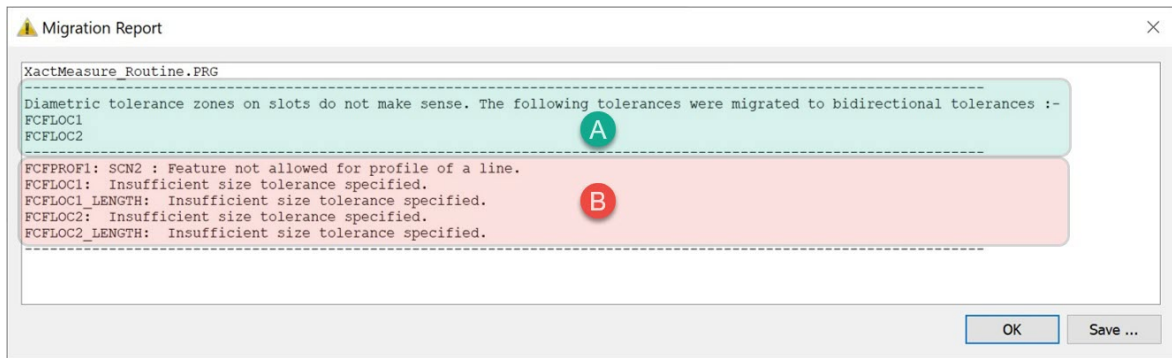 Migration Report
XactMeasure_Routine.PRG
--------------------------------------------------------------------------------------------------------------------
Diametric tolerance zones on slots do not make sense. The following tolerances were migrated to bidirectional tolerances :-
FCFLOC1
FCFLOC2
A
--------------------------------------------------------------------------------------------------------------------
FCFPROF1: SCN2 : Feature not allowed for profile of a line.
FCFLOC1:  Insufficient size tolerance specified.
FCFLOC1_LENGTH:  Insufficient size tolerance specified.
B
FCFLOC2:  Insufficient size tolerance specified.
FCFLOC2_LENGTH:  Insufficient size tolerance specified.
--------------------------------------------------------------------------------------------------------------------
OK
Save ...